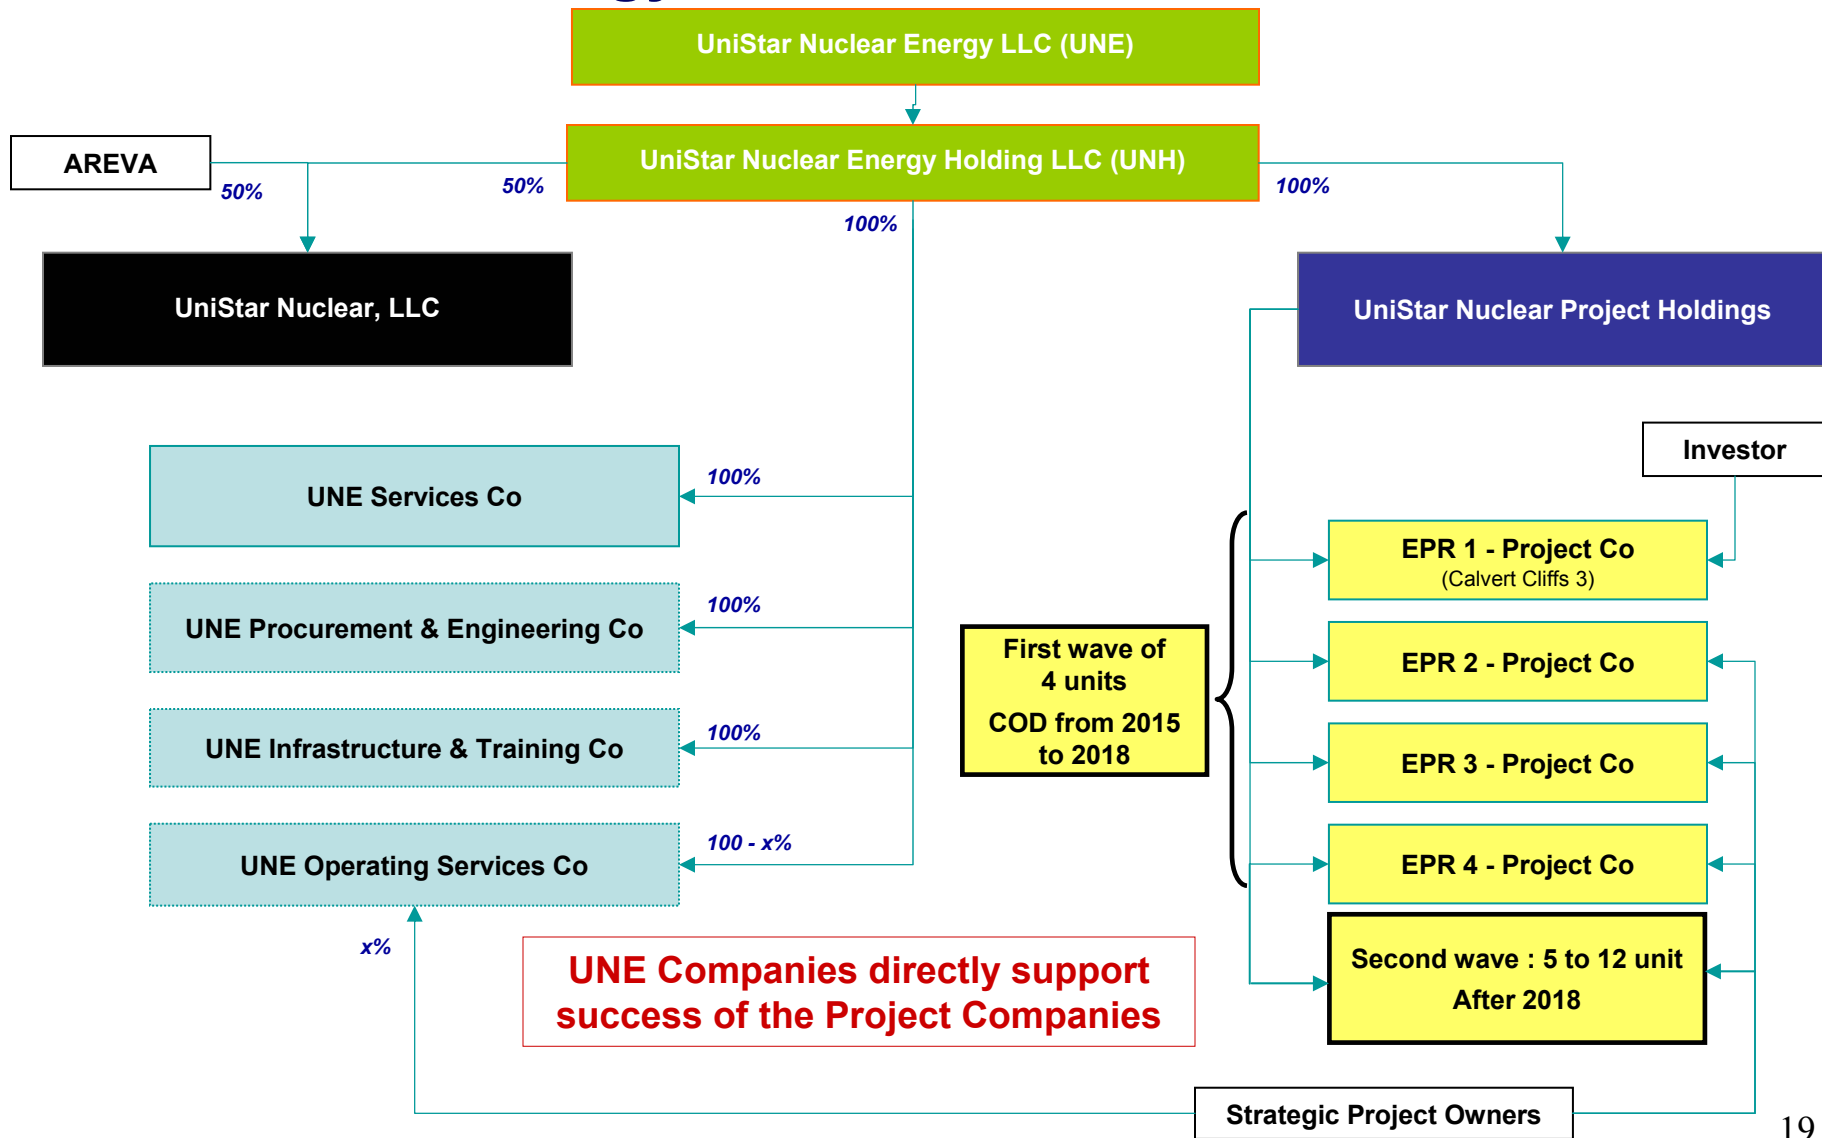 UniStar Nuclear Energy LLC (UNE)
AREVA
UniStar Nuclear Energy Holding LLC (UNH)
50%
50%
100%
100%
UniStar Nuclear, LLC
UniStar Nuclear Project Holdings
Investor
UNE Services Co
100%
EPR 1 - Project Co
(Calvert Cliffs 3)
UNE Procurement & Engineering Co
100%
First wave of
4 units
COD from 2015
to 2018
EPR 2 - Project Co
UNE Infrastructure & Training Co
100%
EPR 3 - Project Co
UNE Operating Services Co
100 - x%
EPR 4 - Project Co
x%
UNE Companies directly support
success of the Project Companies
Second wave : 5 to 12 unit
After 2018
Strategic Project Owners
19